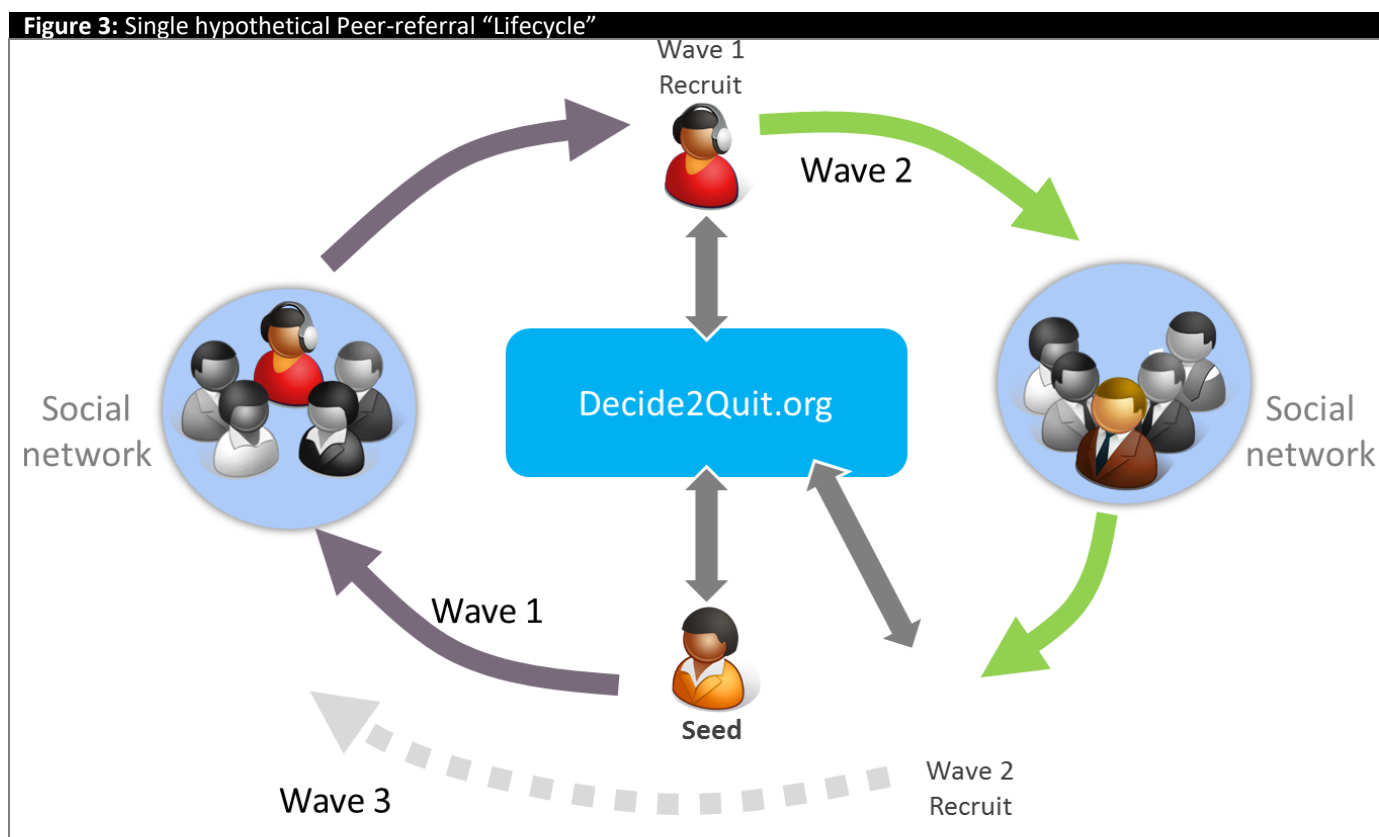 Figure 3: Single hypothetical Peer-referral “Lifecycle”
Wave 1
Recruit
Wave 2
Social
network
Decide2Quit.org
Social
network
Wave 1
Seed
Wave 2
Recruit
Wave 3